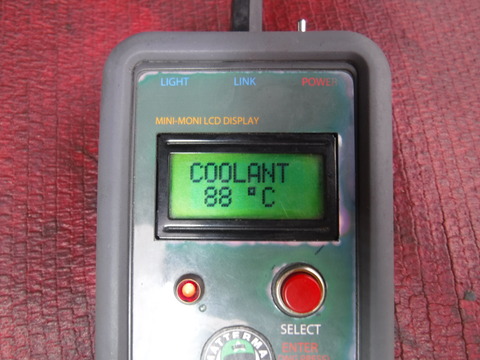 LIGHT LINK POWER
MINI-MONI LCD DISPLAY
COOLANT
88 °C
SELECT
ENTER